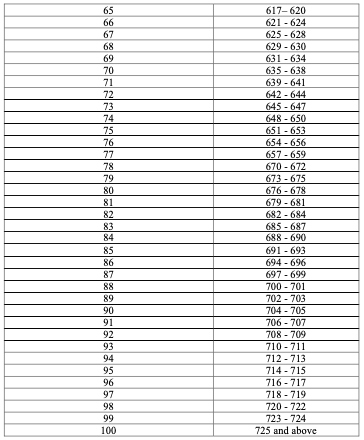 65 617– 620
66 621 - 624
67 625 - 628
68 629 - 630
69 631 - 634
70 635 - 638
71 639 - 641
72 642 - 644
73 645 - 647
74 648 - 650
75 651 - 653
76 654 - 656
77 657 - 659
78 670 - 672
79 673 - 675
80 676 - 678
81 679 - 681
82 682 - 684
83 685 - 687
84 688 - 690
85 691 - 693
86 694 - 696
87 697 - 699
88 700 - 701
89 702 - 703
90 704 - 705
91 706 - 707
92 708 - 709
93 710 - 711
94 712 - 713
95 714 - 715
96 716 - 717
97 718 - 719
98 720 - 722
99 723 - 724
100 725 and above